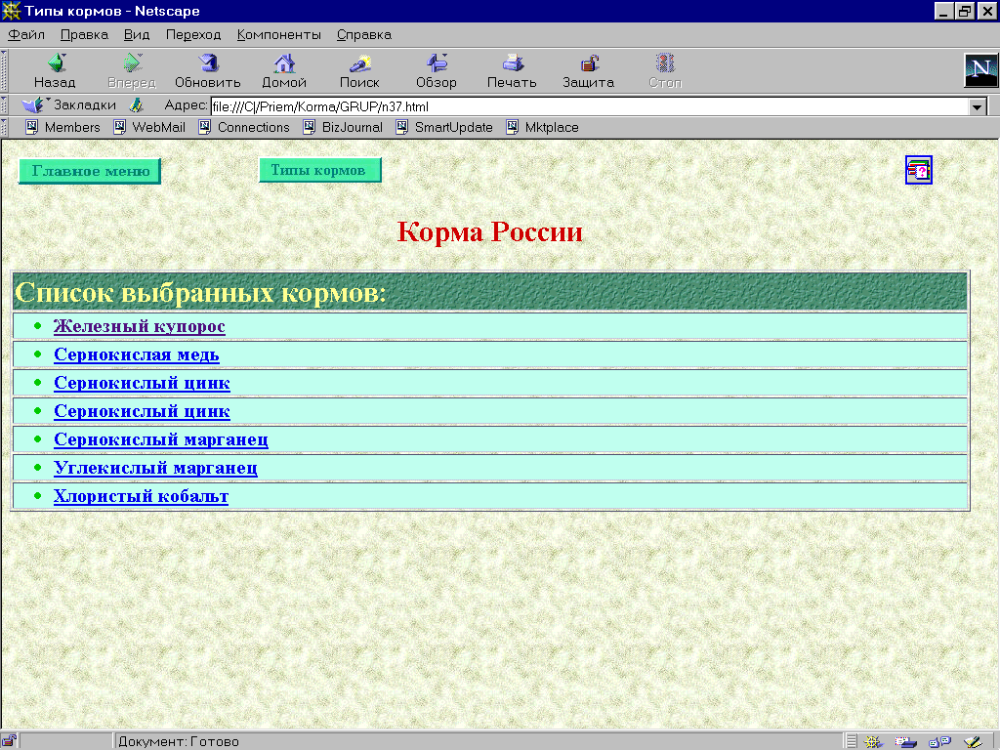 Типы кормов - Netscape
Файл Правка Вид Переход Компоненты Справка
Назад Вперед Обновить Домой Поиск Обзор Печать Защита Стоп
N
Закладки Адрес: file:///C|/Priem/Korma/GRUP/n37.html
Members WebMail Connections BizJournal SmartUpdate Mktplace
Главное меню Типы кормов
Корма России
Список выбранных кормов:
Железный купорос
Сернокислая медь
Сернокислый цинк
Сернокислый цинк
Сернокислый марганец
Углекислый марганец
Хлористый кобальт
Документ: Готово